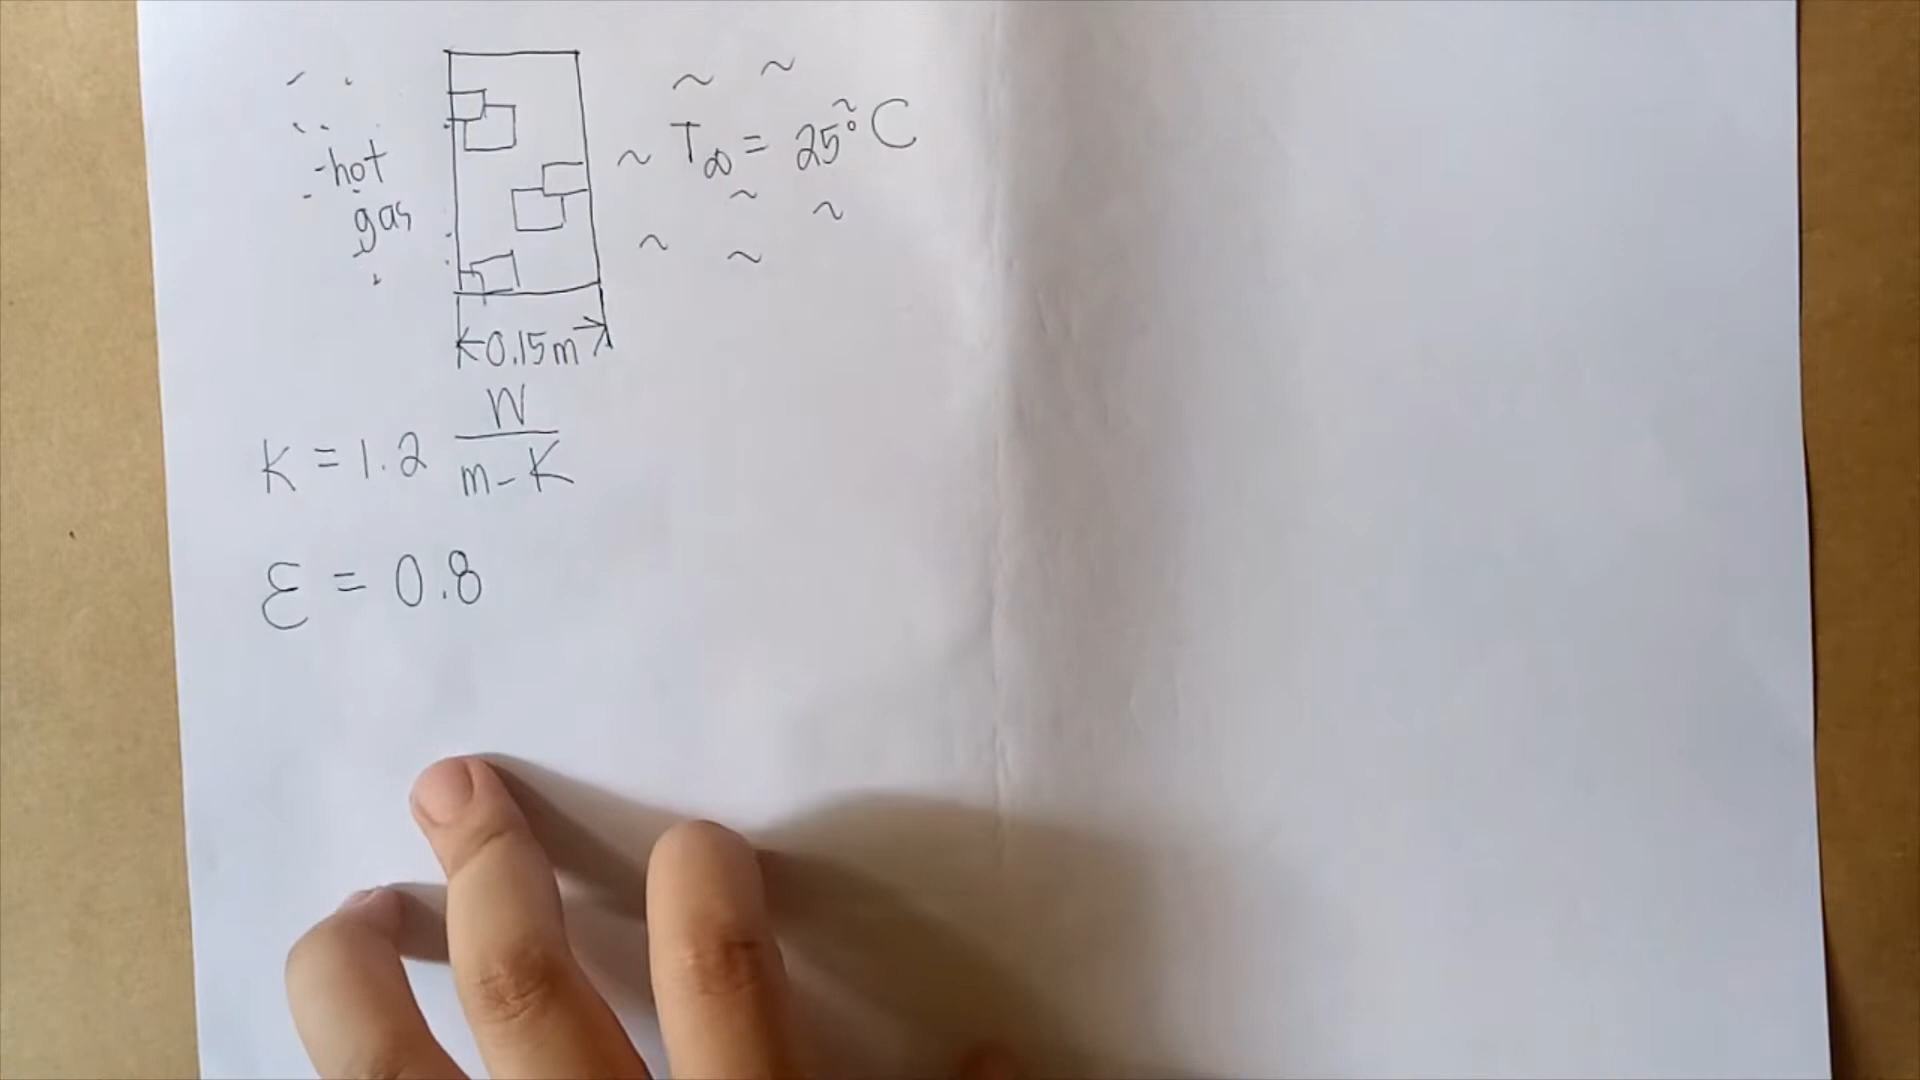 -hot
gas
T∞ = 25°C
0.15m
K = 1.2 W/m-K
ε = 0.8